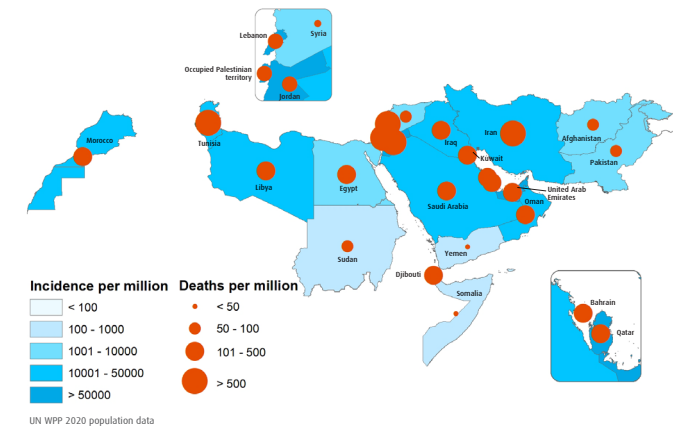 Lebanon
Syria
Occupied Palestinian
territory
Jordan
Morocco
Tunisia
Libya
Egypt
Iraq
Iran
Afghanistan
Pakistan
Kuwait
Saudi Arabia
United Arab
Emirates
Oman
Sudan
Yemen
Djibouti
Somalia
Bahrain
Qatar
Incidence per million
< 100
100 - 1000
1001 - 10000
10001 - 50000
> 50000
Deaths per million
< 50
50 - 100
101 - 500
> 500
UN WPP 2020 population data